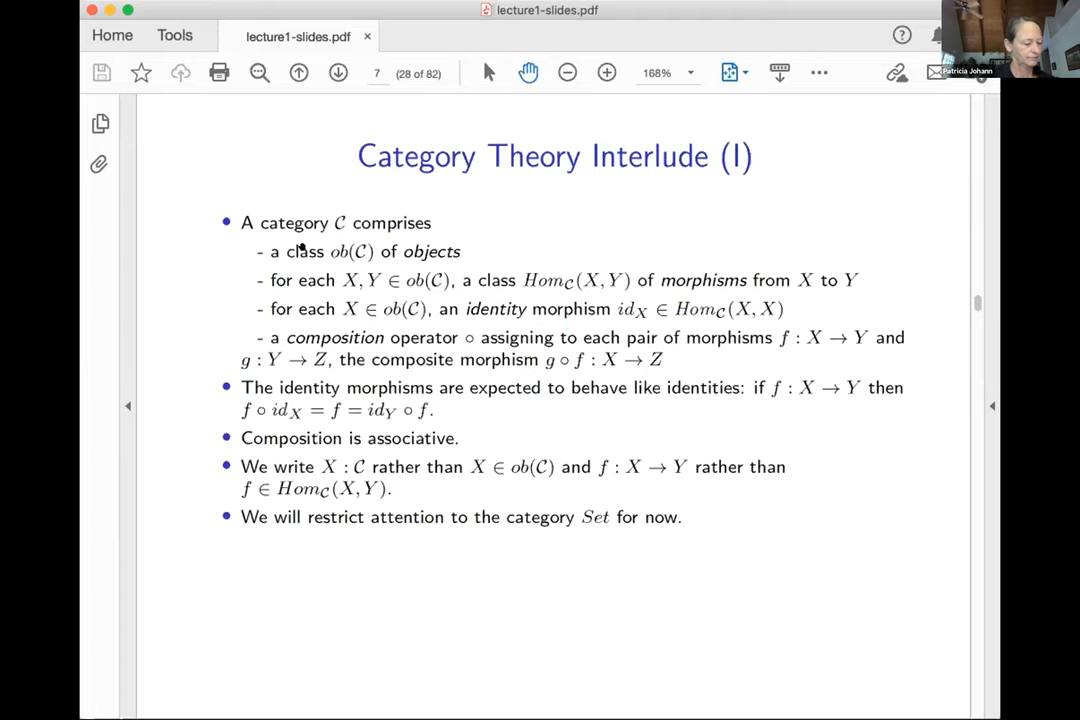 lecture1-slides.pdf
Home Tools lecture1-slides.pdf ×
7 (28 of 82) 168%
Patricia Johann
Category Theory Interlude (I)
• A category 𝒞 comprises
- a class ob(𝒞) of objects
- for each X, Y ∈ ob(𝒞), a class Hom𝒞(X, Y) of morphisms from X to Y
- for each X ∈ ob(𝒞), an identity morphism id_X ∈ Hom𝒞(X, X)
- a composition operator ∘ assigning to each pair of morphisms f : X → Y and
g : Y → Z, the composite morphism g ∘ f : X → Z
• The identity morphisms are expected to behave like identities: if f : X → Y then
f ∘ id_X = f = id_Y ∘ f.
• Composition is associative.
• We write X : 𝒞 rather than X ∈ ob(𝒞) and f : X → Y rather than
f ∈ Hom𝒞(X, Y).
• We will restrict attention to the category Set for now.